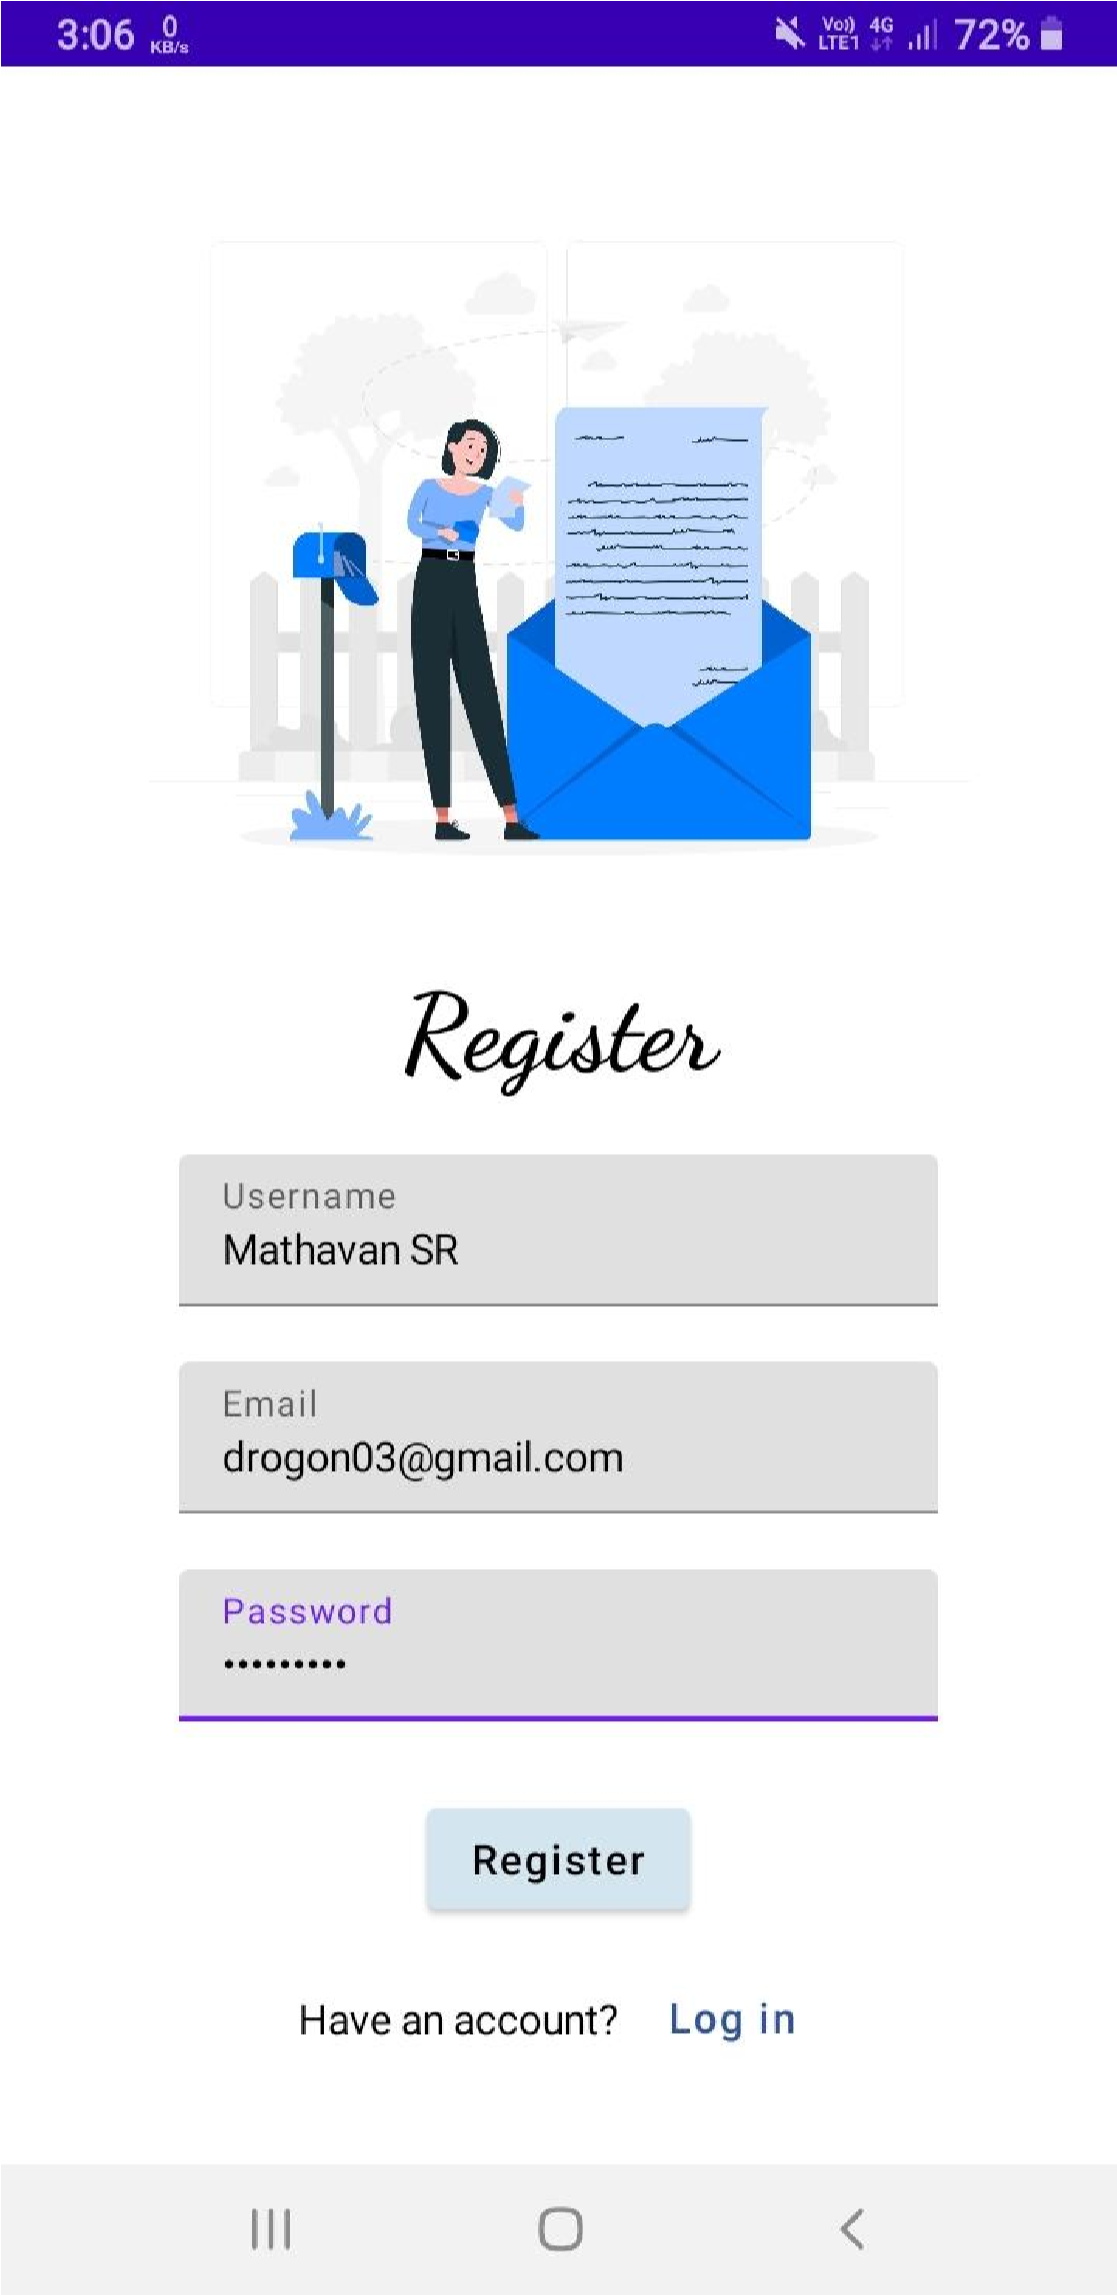 3:06 0 KB/s Vo)) LTE1 4G 72%
Register
Username
Mathavan SR
Email
drogon03@gmail.com
Password
•••••••••
Register
Have an account? Log in